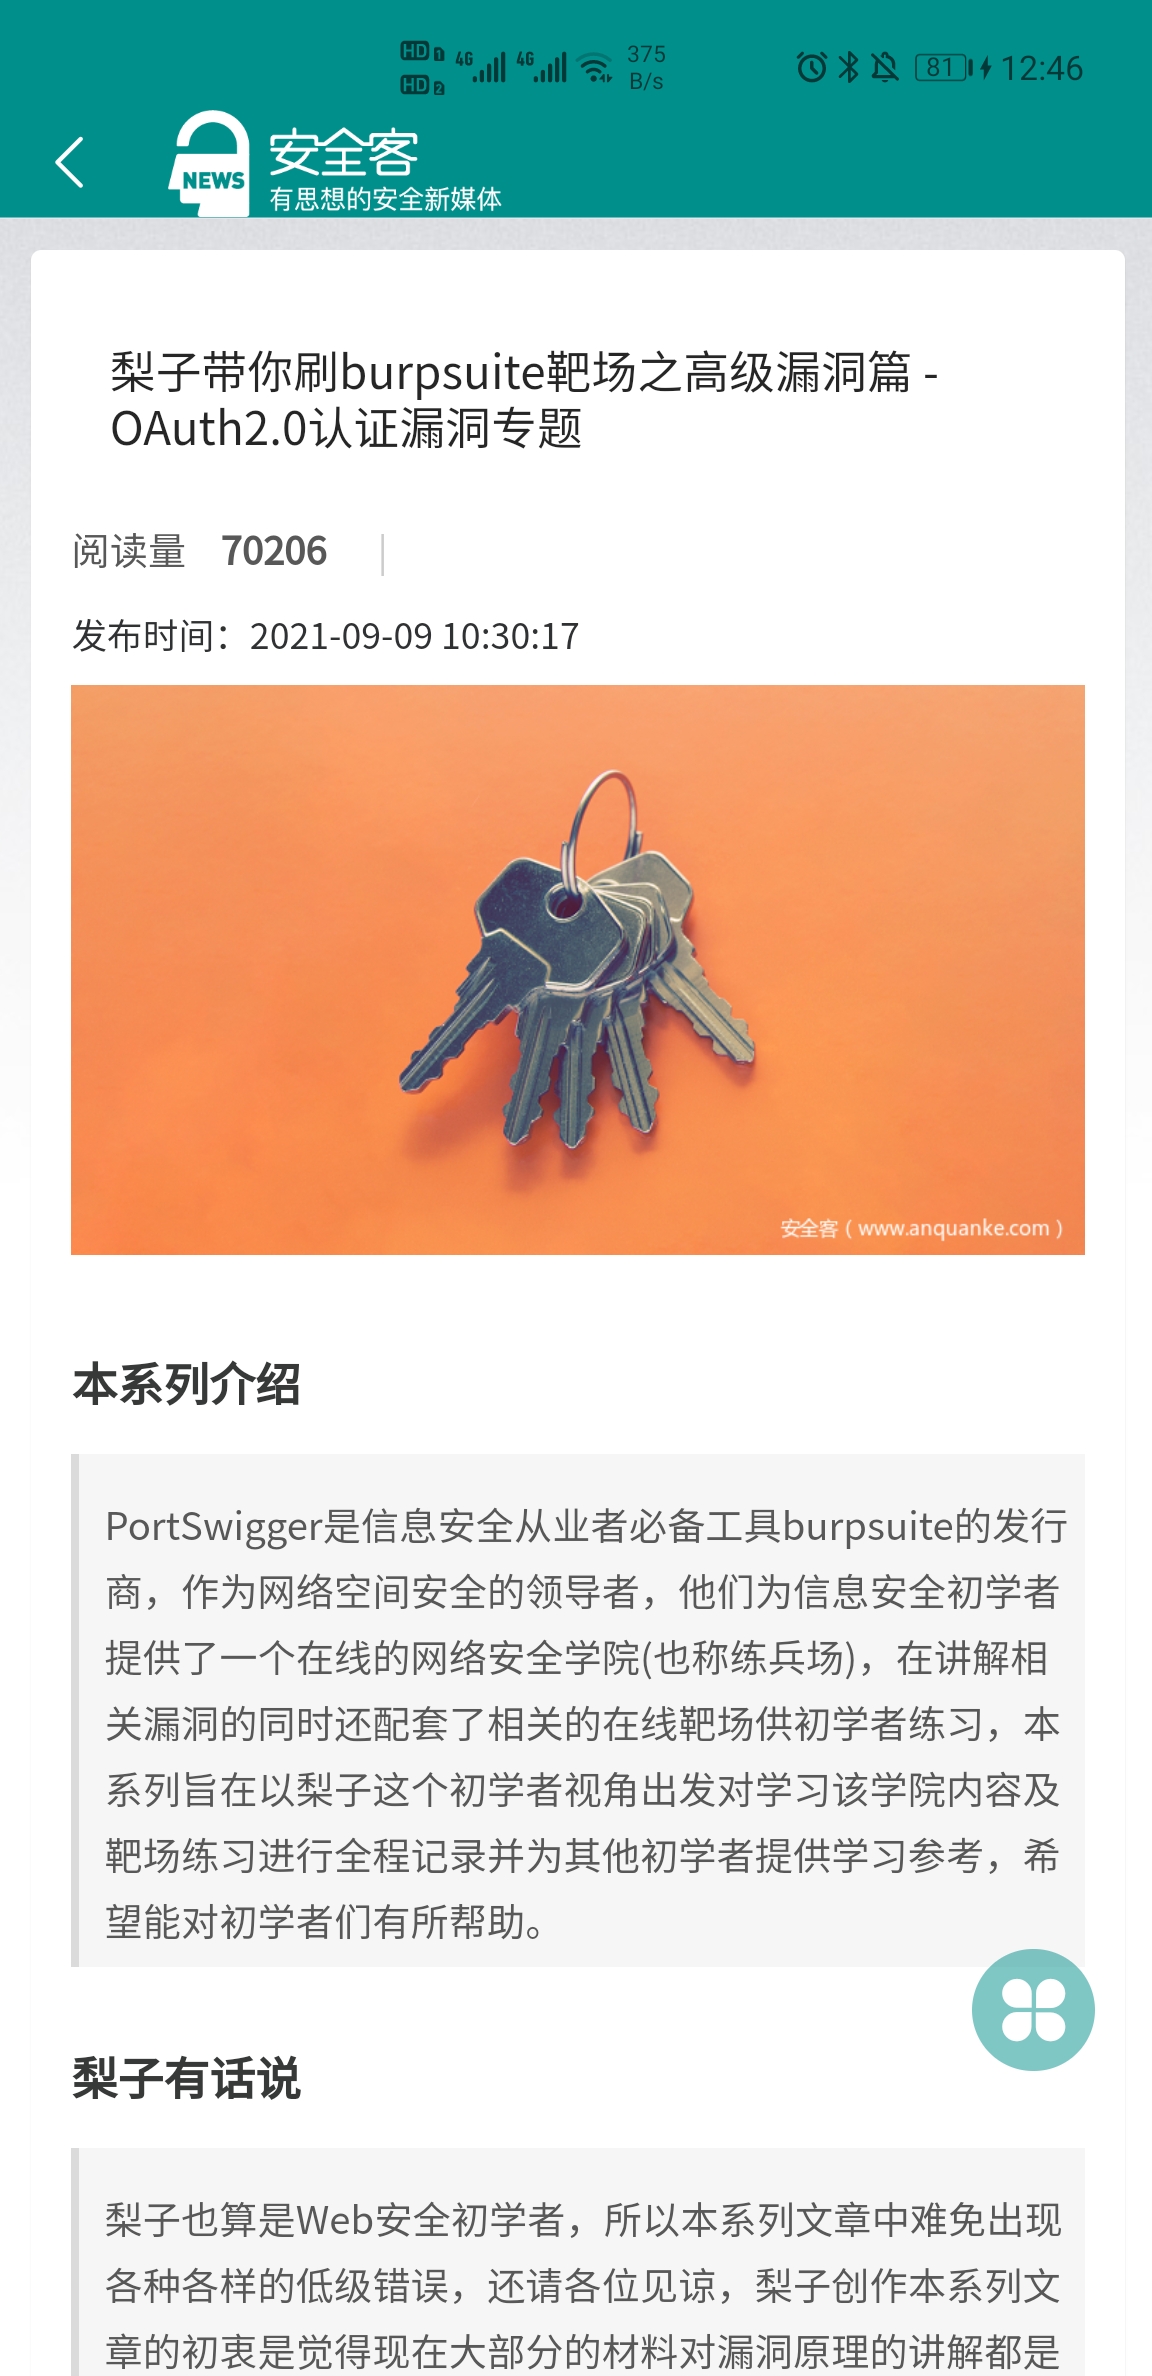 HD 1 4G 4G 375
HD 2 B/s
81 12:46
NEWS
安全客
有思想的安全新媒体
梨子带你刷burpsuite靶场之高级漏洞篇 -
OAuth2.0认证漏洞专题
阅读量 70206
发布时间：2021-09-09 10:30:17
安全客（www.anquanke.com）
本系列介绍
PortSwigger是信息安全从业者必备工具burpsuite的发行
商，作为网络空间安全的领导者，他们为信息安全初学者
提供了一个在线的网络安全学院(也称练兵场)，在讲解相
关漏洞的同时还配套了相关的在线靶场供初学者练习，本
系列旨在以梨子这个初学者视角出发对学习该学院内容及
靶场练习进行全程记录并为其他初学者提供学习参考，希
望能对初学者们有所帮助。
梨子有话说
梨子也算是Web安全初学者，所以本系列文章中难免出现
各种各样的低级错误，还请各位见谅，梨子创作本系列文
章的初衷是觉得现在大部分的材料对漏洞原理的讲解都是